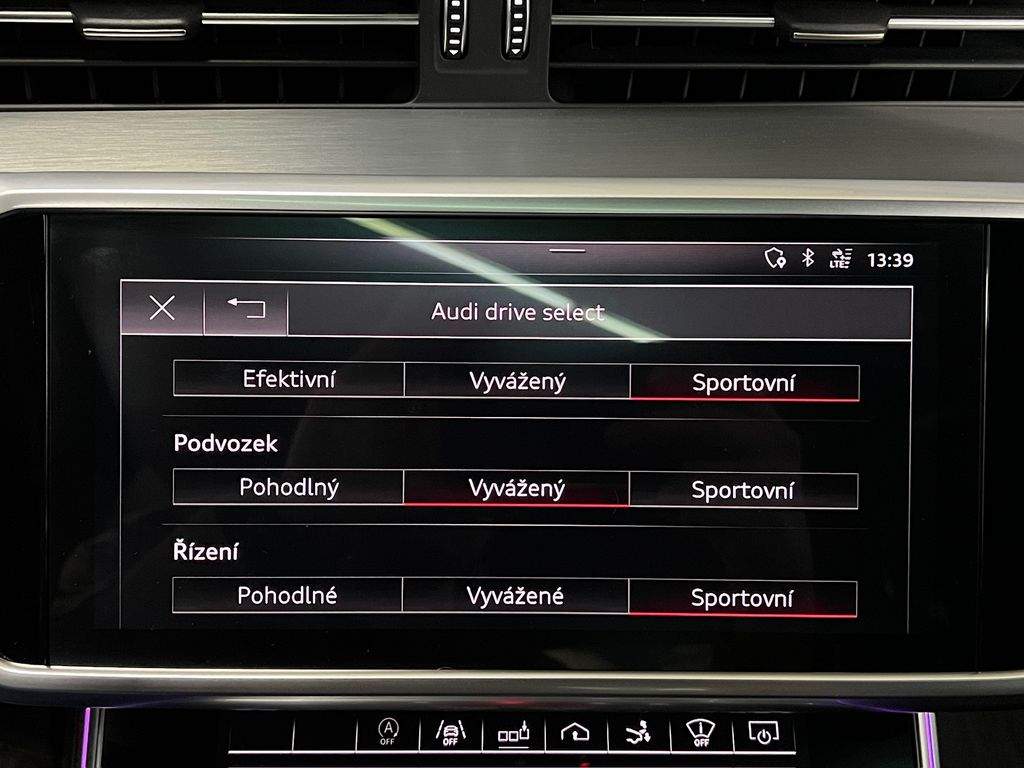 LTE 13:39
Audi drive select
Efektivní Vyvážený Sportovní
Podvozek
Pohodlný Vyvážený Sportovní
Řízení
Pohodlné Vyvážené Sportovní
A
OFF OFF OFF